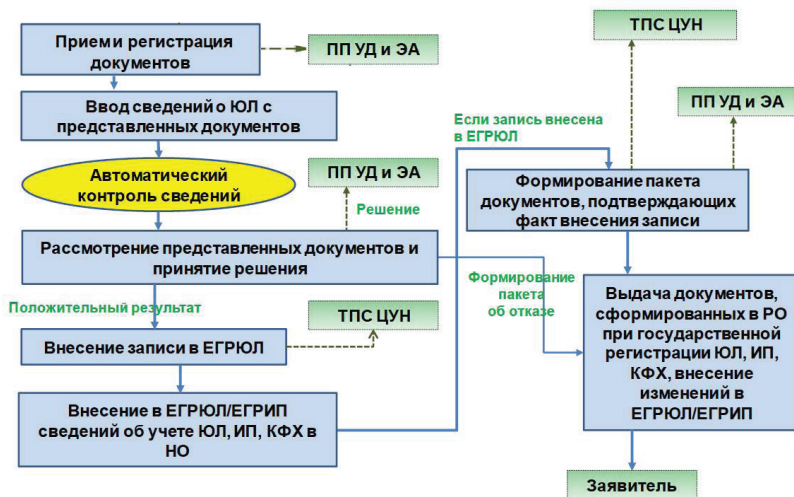 Прием и регистрация
документов
ПП УД и ЭА
Ввод сведений о ЮЛ с
представленных документов
Автоматический
контроль сведений
ПП УД и ЭА
Решение
Рассмотрение представленных документов и
принятие решения
Положительный результат
ТПС ЦУН
Внесение записи в ЕГРЮЛ
Внесение в ЕГРЮЛ/ЕГРИП
сведений об учете ЮЛ, ИП, КФХ в
НО
Если запись внесена
в ЕГРЮЛ
ТПС ЦУН
ПП УД и ЭА
Формирование пакета
документов, подтверждающих
факт внесения записи
Формирование
пакета
об отказе
Выдача документов,
сформированных в РО
при государственной
регистрации ЮЛ, ИП,
КФХ, внесение
изменений в
ЕГРЮЛ/ЕГРИП
Заявитель